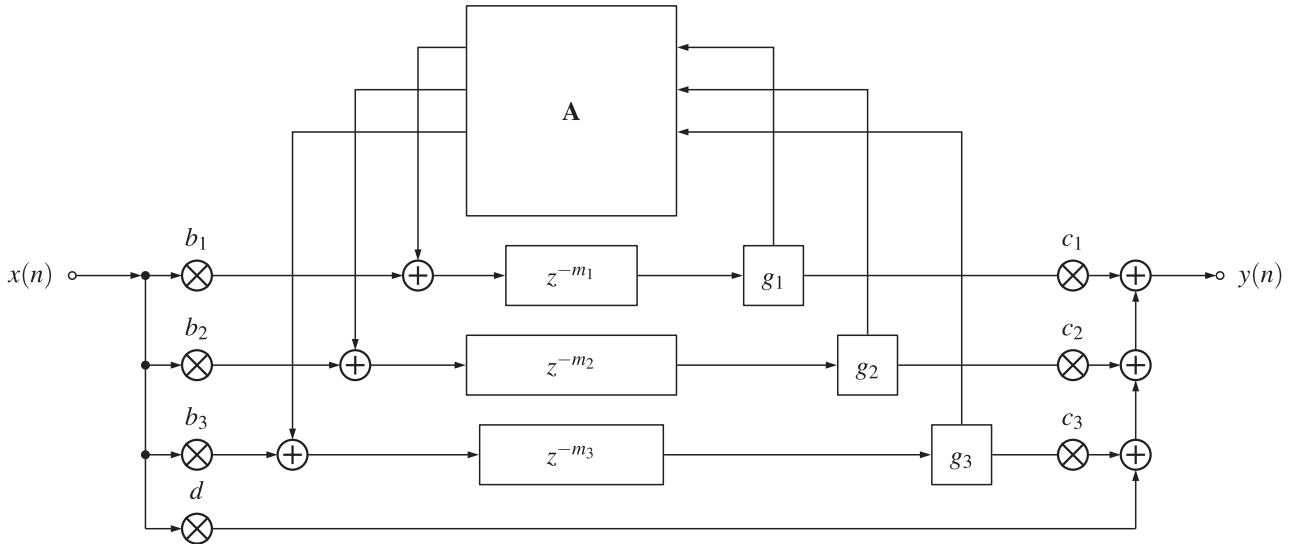 A
b₁
c₁
x(n)
z⁻ᵐ¹
g₁
y(n)
b₂
c₂
z⁻ᵐ²
g₂
b₃
c₃
z⁻ᵐ³
g₃
d